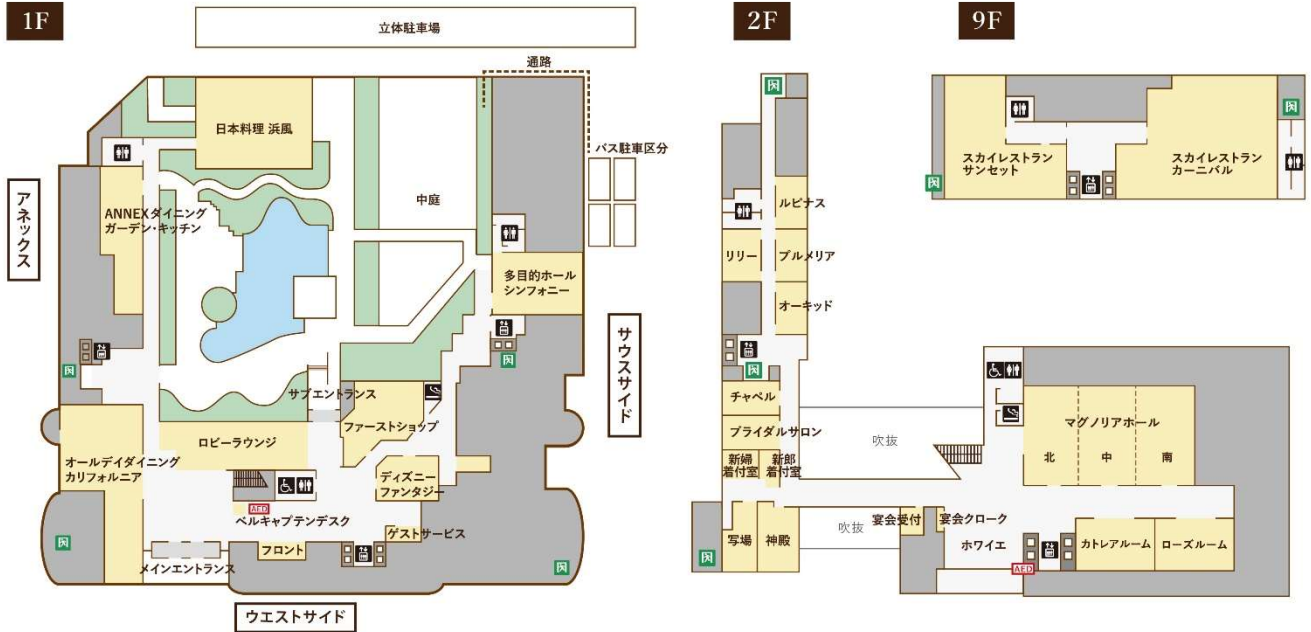 1F
立体駐車場
通路
バス駐車区分
日本料理 浜風
中庭
アネックス
ANNEXダイニング
ガーデン・キッチン
多目的ホール
シンフォニー
サウスサイド
サブエントランス
ファーストショップ
ロビーラウンジ
オールデイダイニング
カリフォルニア
ディズニー
ファンタジー
AED
ベルキャプテンデスク
ゲストサービス
フロント
メインエントランス
ウエストサイド
2F
ルピナス
リリー
プルメリア
オーキッド
チャペル
ブライダルサロン
新婦
着付室
新郎
着付室
吹抜
マグノリアホール
北
中
南
写場
神殿
吹抜
宴会受付
宴会クローク
ホワイエ
カトレアルーム
ローズルーム
AED
9F
スカイレストラン
サンセット
スカイレストラン
カーニバル